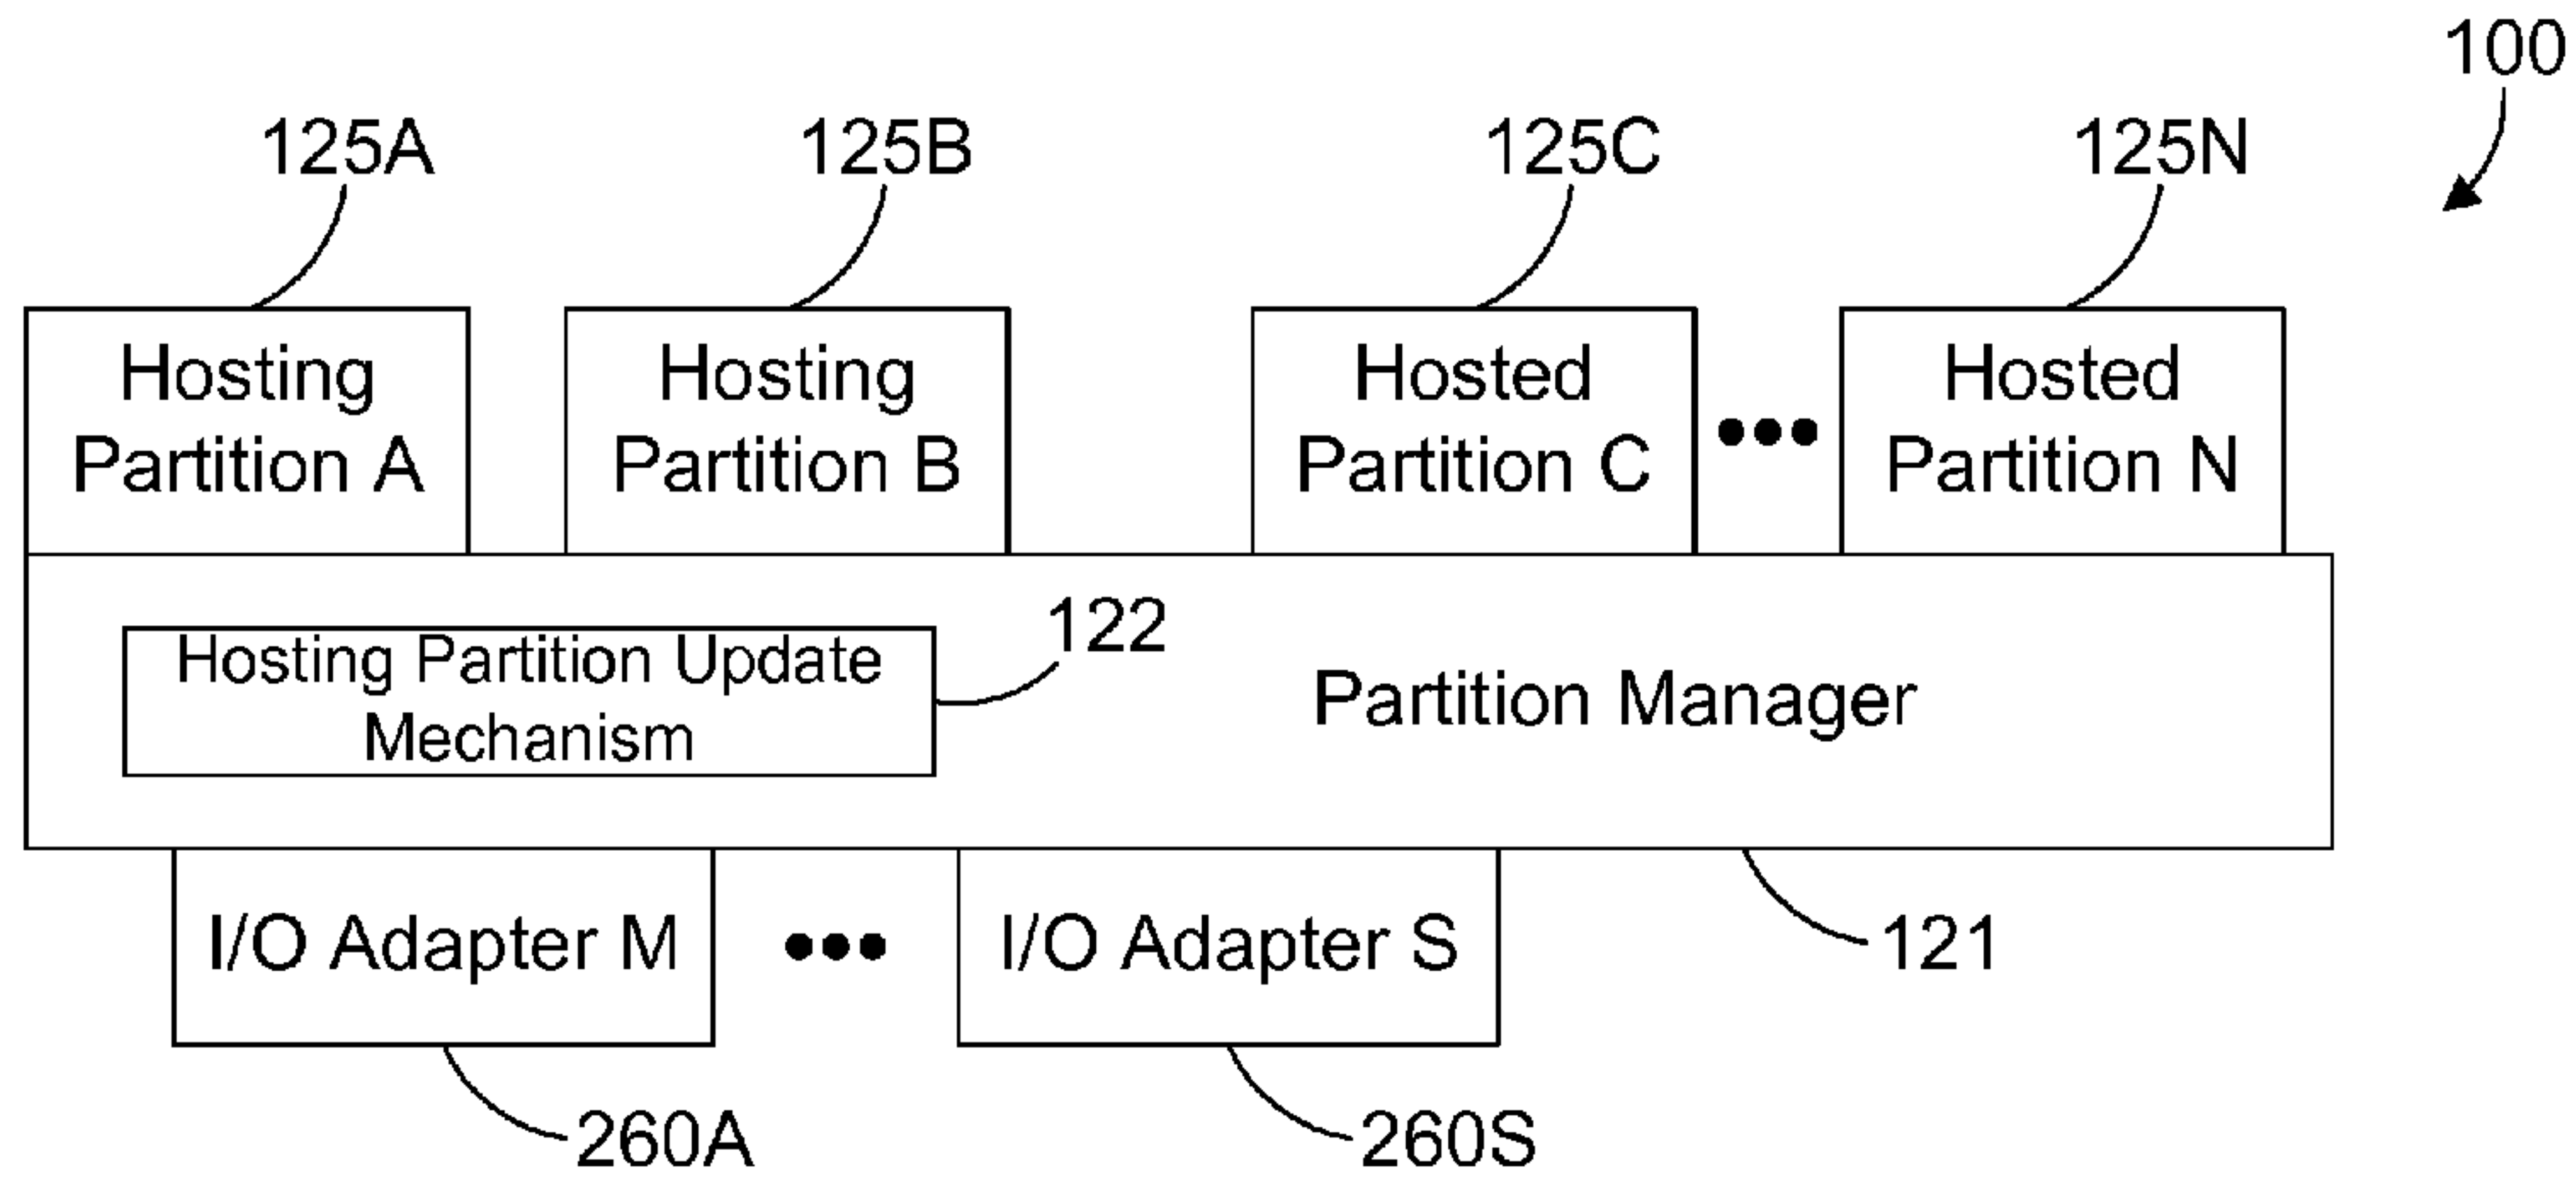 100
125A
125B
125C
125N
Hosting
Partition A
Hosting
Partition B
Hosted
Partition C
•••
Hosted
Partition N
Hosting Partition Update
Mechanism
122
Partition Manager
I/O Adapter M
•••
I/O Adapter S
121
260A
260S